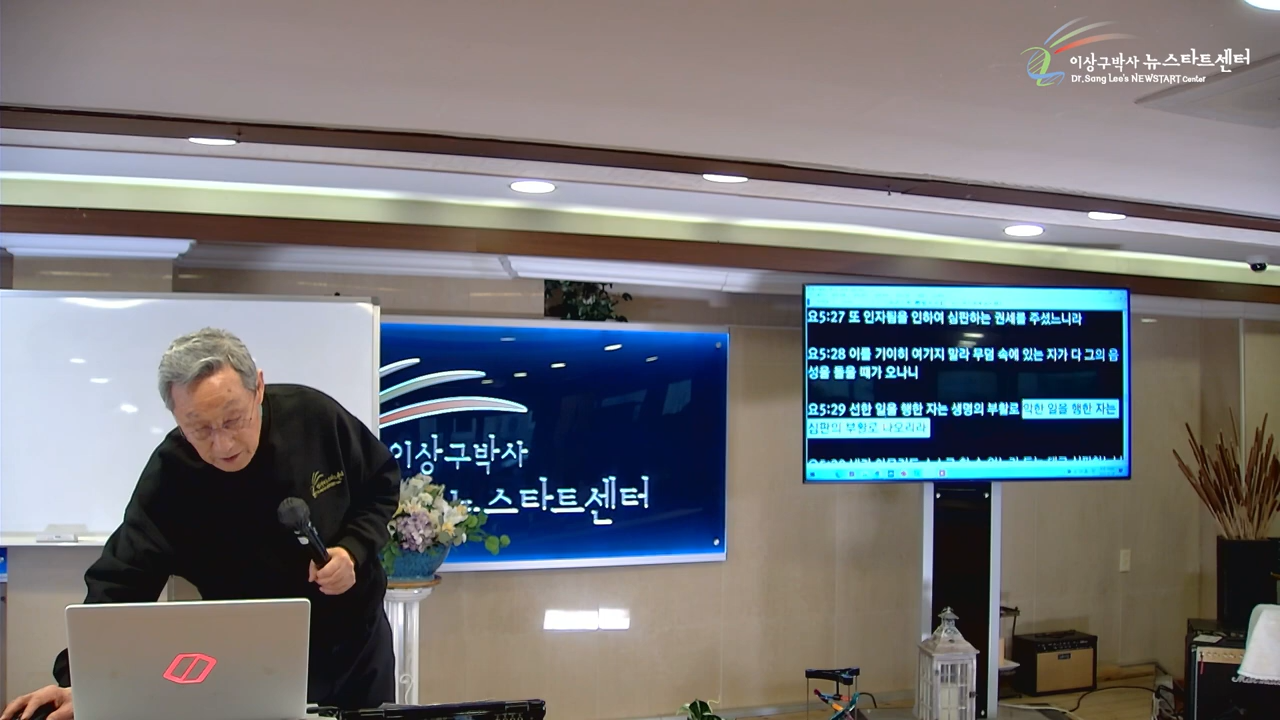 이상구박사 뉴스타트센터
Dr. Sang Lee's NEWSTART Center
이상구박사
뉴스타트센터
요5:27 또 인자됨을 인하여 심판하는 권세를 주셨느니라
요5:28 이를 기이히 여기지 말라 무덤 속에 있는 자가 다 그의 음
성을 들을 때가 오나니
요5:29 선한 일을 행한 자는 생명의 부활로 악한 일을 행한 자는
심판의 부활로 나오리라